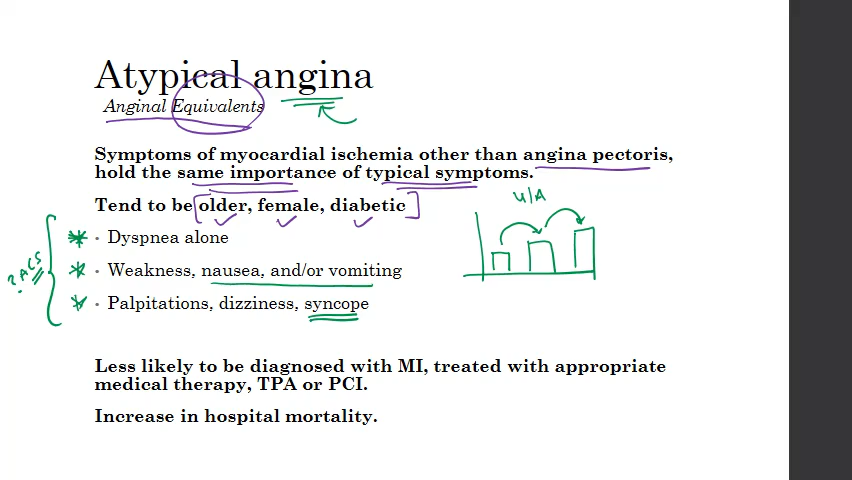 Atypical angina
Anginal Equivalents
Symptoms of myocardial ischemia other than angina pectoris,
hold the same importance of typical symptoms.
Tend to be older, female, diabetic
U/A
• Dyspnea alone
? ACS
• Weakness, nausea, and/or vomiting
• Palpitations, dizziness, syncope
Less likely to be diagnosed with MI, treated with appropriate
medical therapy, TPA or PCI.
Increase in hospital mortality.